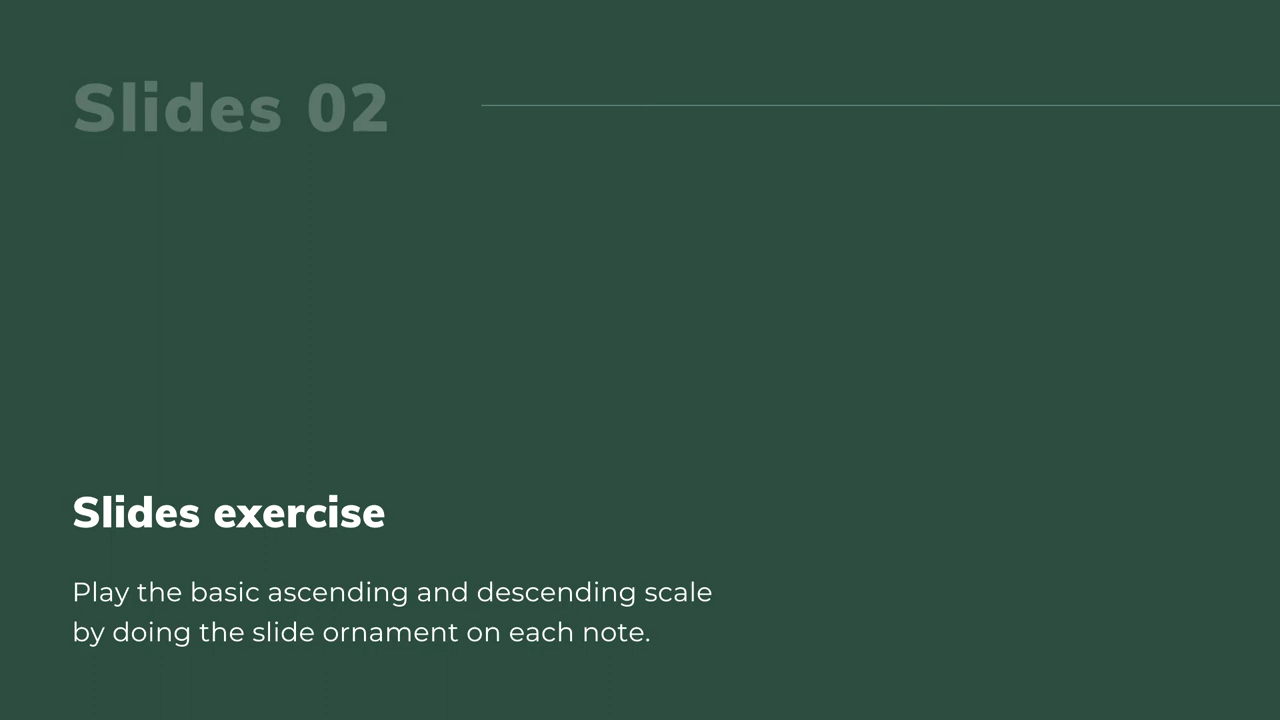 Slides 02
Slides exercise
Play the basic ascending and descending scale
by doing the slide ornament on each note.